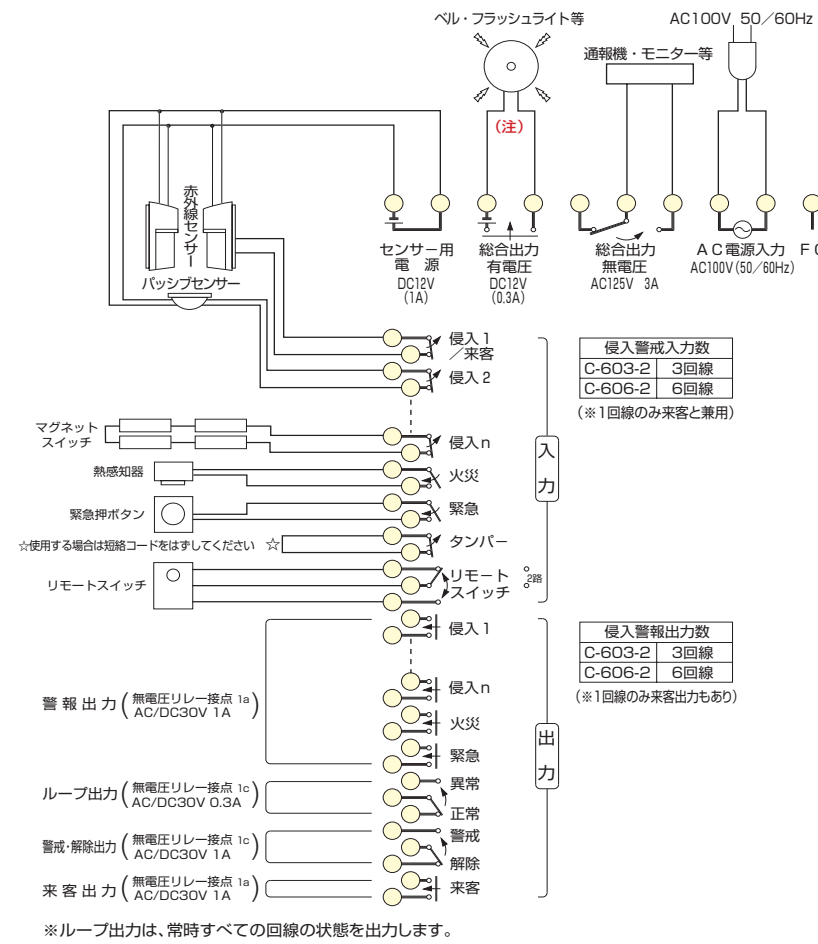 ベル・フラッシュライト等
AC100V 50／60Hz
通報機・モニター等
(注)
赤外線センサー
パッシブセンサー
センサー用
電 源
DC12V
(1A)
総合出力
有電圧
DC12V
(0.3A)
総合出力
無電圧
AC125V 3A
AC電源入力
AC100V(50／60Hz)
侵入1
／来客
侵入2
侵入警戒入力数
C-603-2 3回線
C-606-2 6回線
(※1回線のみ来客と兼用)
マグネット
スイッチ
侵入n
入力
熱感知器
火災
緊急押ボタン
緊急
☆使用する場合は短絡コードをはずしてください ☆
タンパー
リモートスイッチ
リモート
スイッチ
2路
侵入1
侵入警報出力数
C-603-2 3回線
C-606-2 6回線
(※1回線のみ来客出力もあり)
侵入n
警報出力(無電圧リレー接点 1a
AC/DC30V 1A)
火災
出力
緊急
異常
ループ出力(無電圧リレー接点 1c
AC/DC30V 0.3A)
正常
警戒
警戒・解除出力(無電圧リレー接点 1c
AC/DC30V 1A)
解除
来客出力(無電圧リレー接点 1a
AC/DC30V 1A)
来客
※ループ出力は、常時すべての回線の状態を出力します。